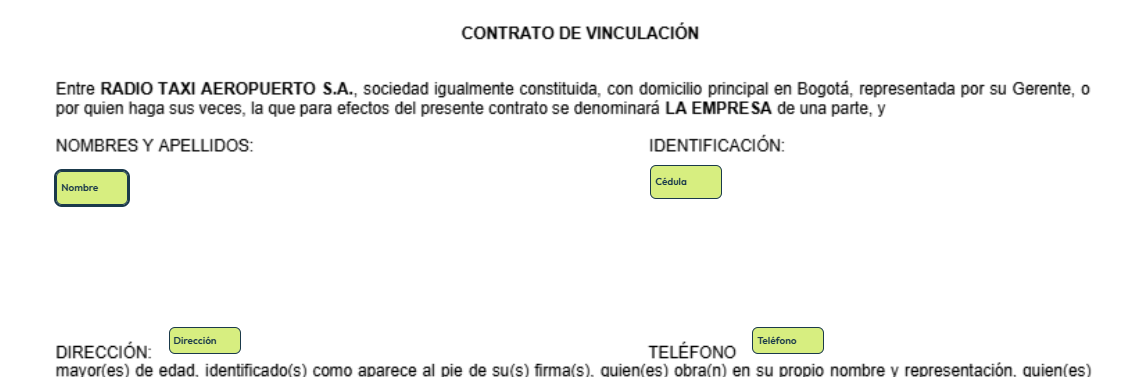 CONTRATO DE VINCULACIÓN
Entre RADIO TAXI AEROPUERTO S.A., sociedad igualmente constituida, con domicilio principal en Bogotá, representada por su Gerente, o
por quien haga sus veces, la que para efectos del presente contrato se denominará LA EMPRESA de una parte, y
NOMBRES Y APELLIDOS: IDENTIFICACIÓN:
Nombre Cédula
DIRECCIÓN: Dirección TELÉFONO Teléfono
mayor(es) de edad, identificado(s) como aparece al pie de su(s) firma(s), quien(es) obra(n) en su propio nombre y representación, quien(es)